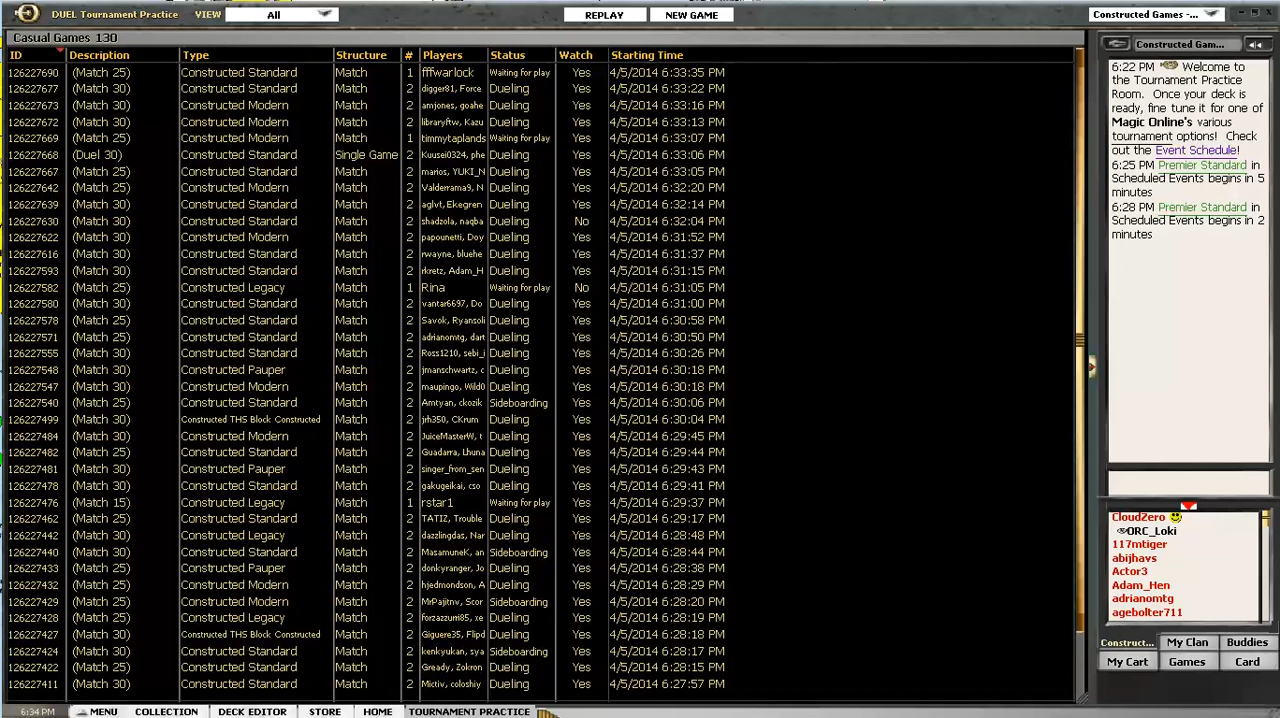 DUEL Tournament Practice VIEW All REPLAY NEW GAME Constructed Games -...
Casual Games 130
ID Description Type Structure # Players Status Watch Starting Time
126227690 (Match 25) Constructed Standard Match 1 fffwarlock Waiting for play Yes 4/5/2014 6:33:35 PM
126227677 (Match 30) Constructed Standard Match 2 digger81, Force Dueling Yes 4/5/2014 6:33:22 PM
126227673 (Match 30) Constructed Modern Match 2 amjones, goahe Dueling Yes 4/5/2014 6:33:16 PM
126227672 (Match 30) Constructed Modern Match 2 libraryftw, Kazu Dueling Yes 4/5/2014 6:33:13 PM
126227669 (Match 25) Constructed Modern Match 1 timmytaplands Waiting for play Yes 4/5/2014 6:33:09 PM
126227668 (Duel 30) Constructed Standard Single Game 2 Kuusei0324, phe Dueling Yes 4/5/2014 6:33:06 PM
126227667 (Match 25) Constructed Standard Match 2 marios, YUKI_N Dueling Yes 4/5/2014 6:33:05 PM
126227642 (Match 25) Constructed Modern Match 2 Valderrama9, N Dueling Yes 4/5/2014 6:32:20 PM
126227639 (Match 25) Constructed Standard Match 2 aglvt, Ekegren Dueling Yes 4/5/2014 6:32:14 PM
126227630 (Match 25) Constructed Standard Match 2 shadzola, naqba Dueling No 4/5/2014 6:32:04 PM
126227622 (Match 30) Constructed Modern Match 2 papounetti, Doy Dueling Yes 4/5/2014 6:31:52 PM
126227616 (Match 30) Constructed Standard Match 2 rwayne, bluehe Dueling Yes 4/5/2014 6:31:37 PM
126227593 (Match 25) Constructed Standard Match 2 rkretz, Adam_H Dueling Yes 4/5/2014 6:31:15 PM
126227582 (Match 25) Constructed Legacy Match 1 Rina Waiting for play No 4/5/2014 6:31:05 PM
126227580 (Match 30) Constructed Standard Match 2 vantar6697, Do Dueling Yes 4/5/2014 6:31:00 PM
126227578 (Match 25) Constructed Standard Match 2 Savok, Ryansoli Dueling Yes 4/5/2014 6:30:58 PM
126227571 (Match 25) Constructed Standard Match 2 adrianomtg, dart Dueling Yes 4/5/2014 6:30:50 PM
126227555 (Match 30) Constructed Standard Match 2 Ross1210, sebi_i Dueling Yes 4/5/2014 6:30:26 PM
126227548 (Match 25) Constructed Pauper Match 2 jmanschwartz, c Dueling Yes 4/5/2014 6:30:18 PM
126227547 (Match 30) Constructed Modern Match 2 maupingo, Wild0 Dueling Yes 4/5/2014 6:30:18 PM
126227540 (Match 25) Constructed Standard Match 2 Amtyan, ckozik Sideboarding Yes 4/5/2014 6:30:06 PM
126227499 (Match 30) Constructed THS Block Constructed Match 2 jrh350, CKrum Dueling Yes 4/5/2014 6:30:04 PM
126227484 (Match 30) Constructed Modern Match 2 JuiceMasterW, t Dueling Yes 4/5/2014 6:29:45 PM
126227482 (Match 25) Constructed Standard Match 2 Guadarra, Lhuna Dueling Yes 4/5/2014 6:29:44 PM
126227481 (Match 30) Constructed Pauper Match 2 singer_from_sen Dueling Yes 4/5/2014 6:29:43 PM
126227478 (Match 25) Constructed Standard Match 2 gakugeikai, cso Dueling Yes 4/5/2014 6:29:41 PM
126227476 (Match 15) Constructed Legacy Match 1 rstar1 Waiting for play Yes 4/5/2014 6:29:37 PM
126227462 (Match 25) Constructed Standard Match 2 TATIZ, Trouble Dueling Yes 4/5/2014 6:29:17 PM
126227442 (Match 25) Constructed Legacy Match 2 dazzlingdas, Nar Dueling Yes 4/5/2014 6:28:48 PM
126227440 (Match 25) Constructed Standard Match 2 MasamuneK, an Sideboarding Yes 4/5/2014 6:28:44 PM
126227433 (Match 25) Constructed Pauper Match 2 donkyranger, Jo Dueling Yes 4/5/2014 6:28:38 PM
126227432 (Match 30) Constructed Modern Match 2 hjedmondson, A Dueling Yes 4/5/2014 6:28:29 PM
126227429 (Match 25) Constructed Modern Match 2 MrPajitnv, Scor Sideboarding Yes 4/5/2014 6:28:20 PM
126227428 (Match 25) Constructed Legacy Match 2 forzazzurri85, xe Dueling Yes 4/5/2014 6:28:19 PM
126227427 (Match 30) Constructed THS Block Constructed Match 2 Giguere35, Flipd Dueling Yes 4/5/2014 6:28:18 PM
126227424 (Match 30) Constructed Standard Match 2 kenkyukan, sya Sideboarding Yes 4/5/2014 6:28:17 PM
126227422 (Match 25) Constructed Standard Match 2 Gready, Zokron Dueling Yes 4/5/2014 6:28:15 PM
126227411 (Match 30) Constructed Standard Match 2 Mictiv, coloshiy Dueling Yes 4/5/2014 6:27:57 PM
Constructed Gam...
6:22 PM Welcome to
the Tournament Practice
Room. Once your deck is
ready, fine tune it for one of
Magic Online's various
tournament options! Check
out the Event Schedule!
6:25 PM Premier Standard in
Scheduled Events begins in 5
minutes
6:28 PM Premier Standard in
Scheduled Events begins in 2
minutes
CloudZero
ORC_Loki
117mtiger
abijhavs
Actor3
Adam_Hen
adrianomtg
agebolter711
Construct... My Clan Buddies
My Cart Games Card
6:34 PM MENU COLLECTION DECK EDITOR STORE HOME TOURNAMENT PRACTICE